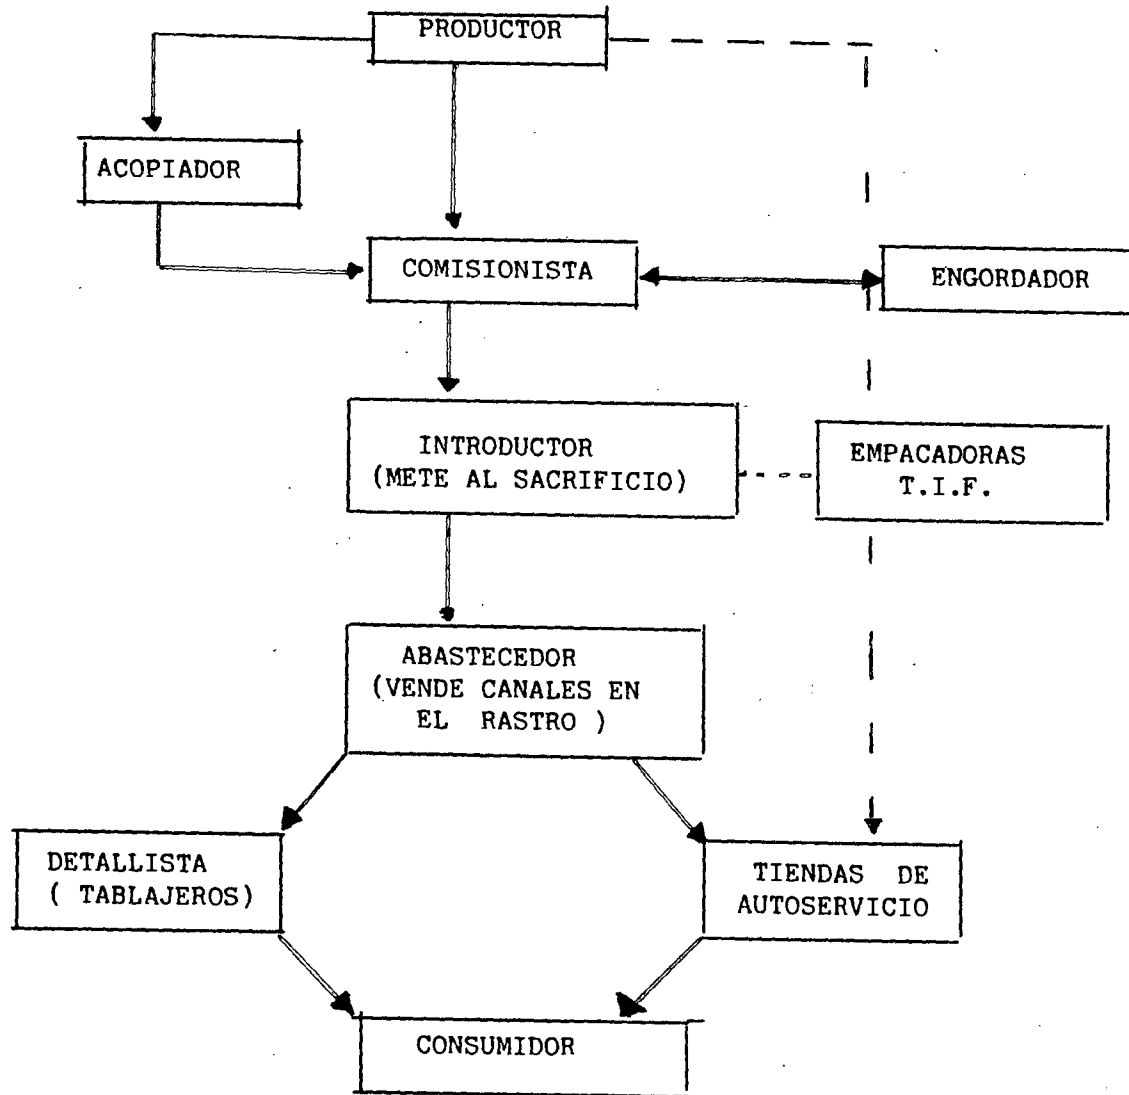 PRODUCTOR
ACOPIADOR
COMISIONISTA
ENGORDADOR
INTRODUCTOR
(METE AL SACRIFICIO)
EMPACADORAS
T.I.F.
ABASTECEDOR
(VENDE CANALES EN
EL RASTRO )
DETALLISTA
( TABLAJEROS)
TIENDAS DE
AUTOSERVICIO
CONSUMIDOR